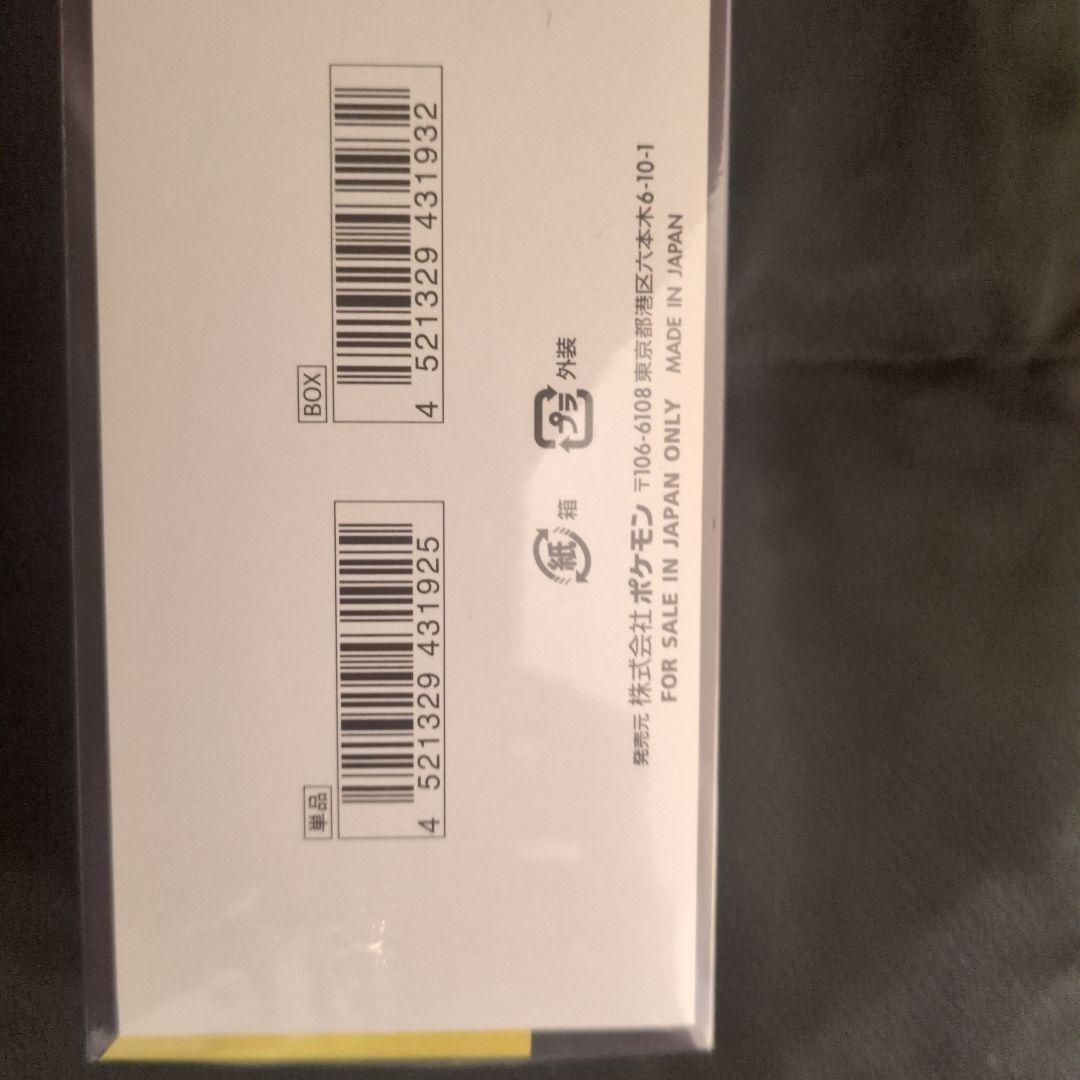 単品
4 521329 431925
BOX
4 521329 431932
紙 箱 プラ 外装
発売元 株式会社ポケモン 〒106-6108 東京都港区六本木6-10-1
FOR SALE IN JAPAN ONLY MADE IN JAPAN